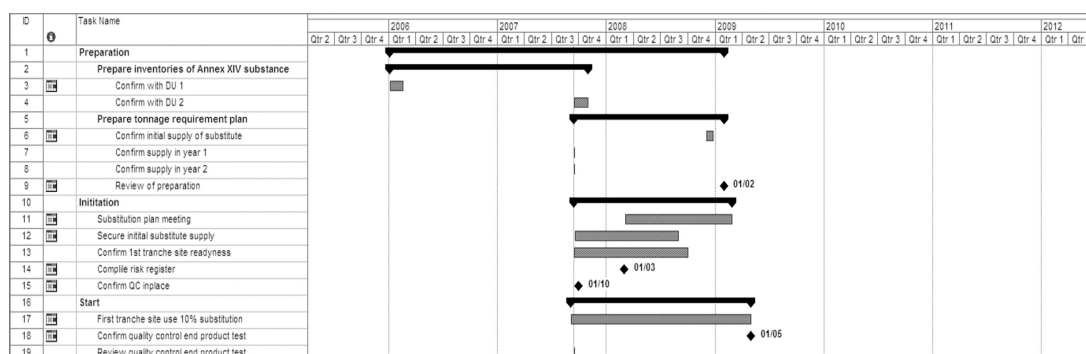 ID Task Name 2006 2007 2008 2009 2010 2011 2012
Qtr 2 Qtr 3 Qtr 4 Qtr 1 Qtr 2 Qtr 3 Qtr 4 Qtr 1 Qtr 2 Qtr 3 Qtr 4 Qtr 1 Qtr 2 Qtr 3 Qtr 4 Qtr 1 Qtr 2 Qtr 3 Qtr 4 Qtr 1 Qtr 2 Qtr 3 Qtr 4 Qtr 1 Qtr 2 Qtr 3 Qtr 4 Qtr 1 Qtr
1 Preparation
2 Prepare inventories of Annex XIV substance
3 Confirm with DU 1
4 Confirm with DU 2
5 Prepare tonnage requirement plan
6 Confirm initial supply of substitute
7 Confirm supply in year 1
8 Confirm supply in year 2
9 Review of preparation 01/02
10 Inititation
11 Substitution plan meeting
12 Secure initital substitute supply
13 Confirm 1st tranche site readyness
14 Complile risk register 01/03
15 Confirm QC inplace 01/10
16 Start
17 First tranche site use 10% substitution
18 Confirm quality control end product test 01/05
19 Review quality control end product test